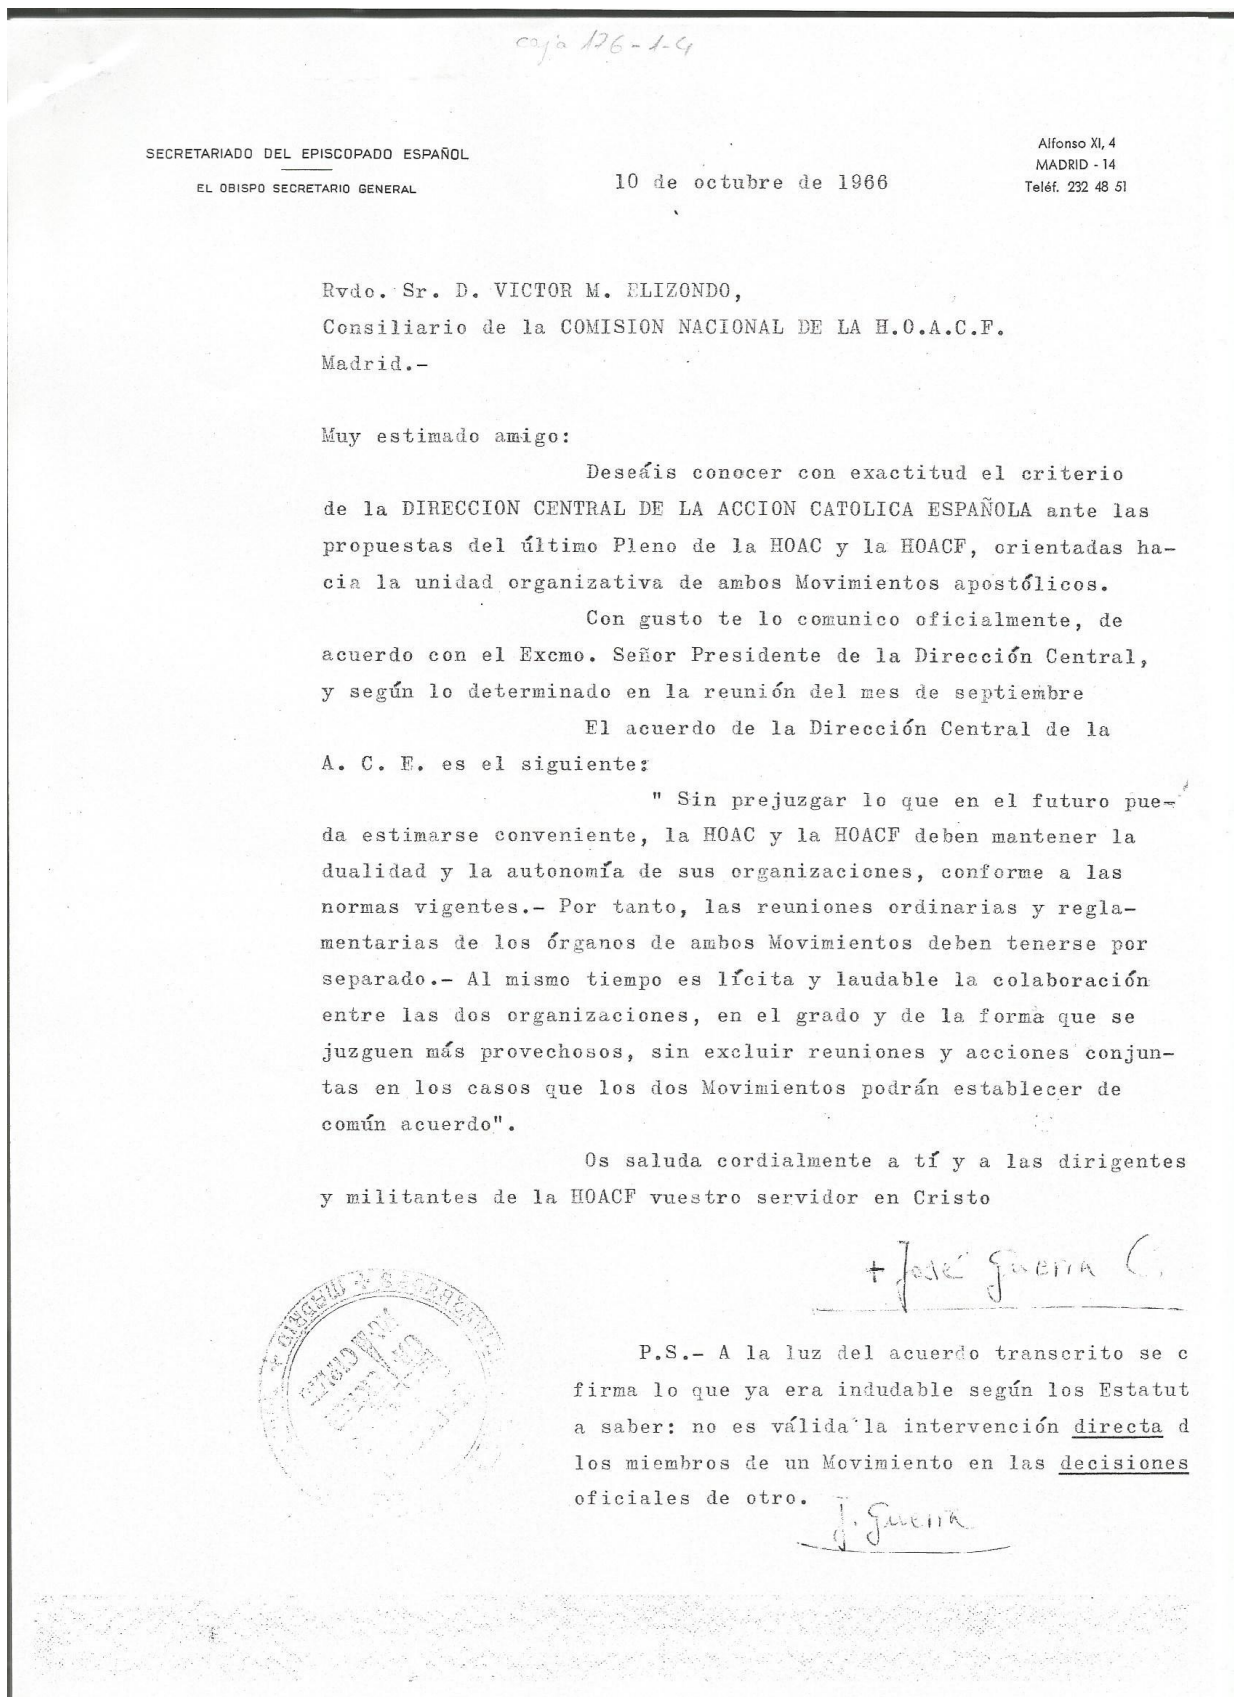 caja 126-1-4
SECRETARIADO DEL EPISCOPADO ESPAÑOL
EL OBISPO SECRETARIO GENERAL
10 de octubre de 1966
Alfonso XI, 4
MADRID - 14
Teléf. 232 48 51
Rvdo. Sr. D. VICTOR M. ELIZONDO,
Consiliario de la COMISION NACIONAL DE LA H.O.A.C.F.
Madrid.-
Muy estimado amigo:
Deseáis conocer con exactitud el criterio
de la DIRECCION CENTRAL DE LA ACCION CATOLICA ESPAÑOLA ante las
propuestas del último Pleno de la HOAC y la HOACF, orientadas ha-
cia la unidad organizativa de ambos Movimientos apostólicos.
Con gusto te lo comunico oficialmente, de
acuerdo con el Excmo. Señor Presidente de la Dirección Central,
y según lo determinado en la reunión del mes de septiembre
El acuerdo de la Dirección Central de la
A. C. E. es el siguiente:
" Sin prejuzgar lo que en el futuro pue-
da estimarse conveniente, la HOAC y la HOACF deben mantener la
dualidad y la autonomía de sus organizaciones, conforme a las
normas vigentes.- Por tanto, las reuniones ordinarias y regla-
mentarias de los órganos de ambos Movimientos deben tenerse por
separado.- Al mismo tiempo es lícita y laudable la colaboración
entre las dos organizaciones, en el grado y de la forma que se
juzguen más provechosos, sin excluir reuniones y acciones conjun-
tas en los casos que los dos Movimientos podrán establecer de
común acuerdo".
Os saluda cordialmente a tí y a las dirigentes
y militantes de la HOACF vuestro servidor en Cristo
+ José Guerra C.
MADRID
P.S.- A la luz del acuerdo transcrito se c
firma lo que ya era indudable según los Estatut
a saber: no es válida la intervención directa d
los miembros de un Movimiento en las decisiones
oficiales de otro.
J. Guerra